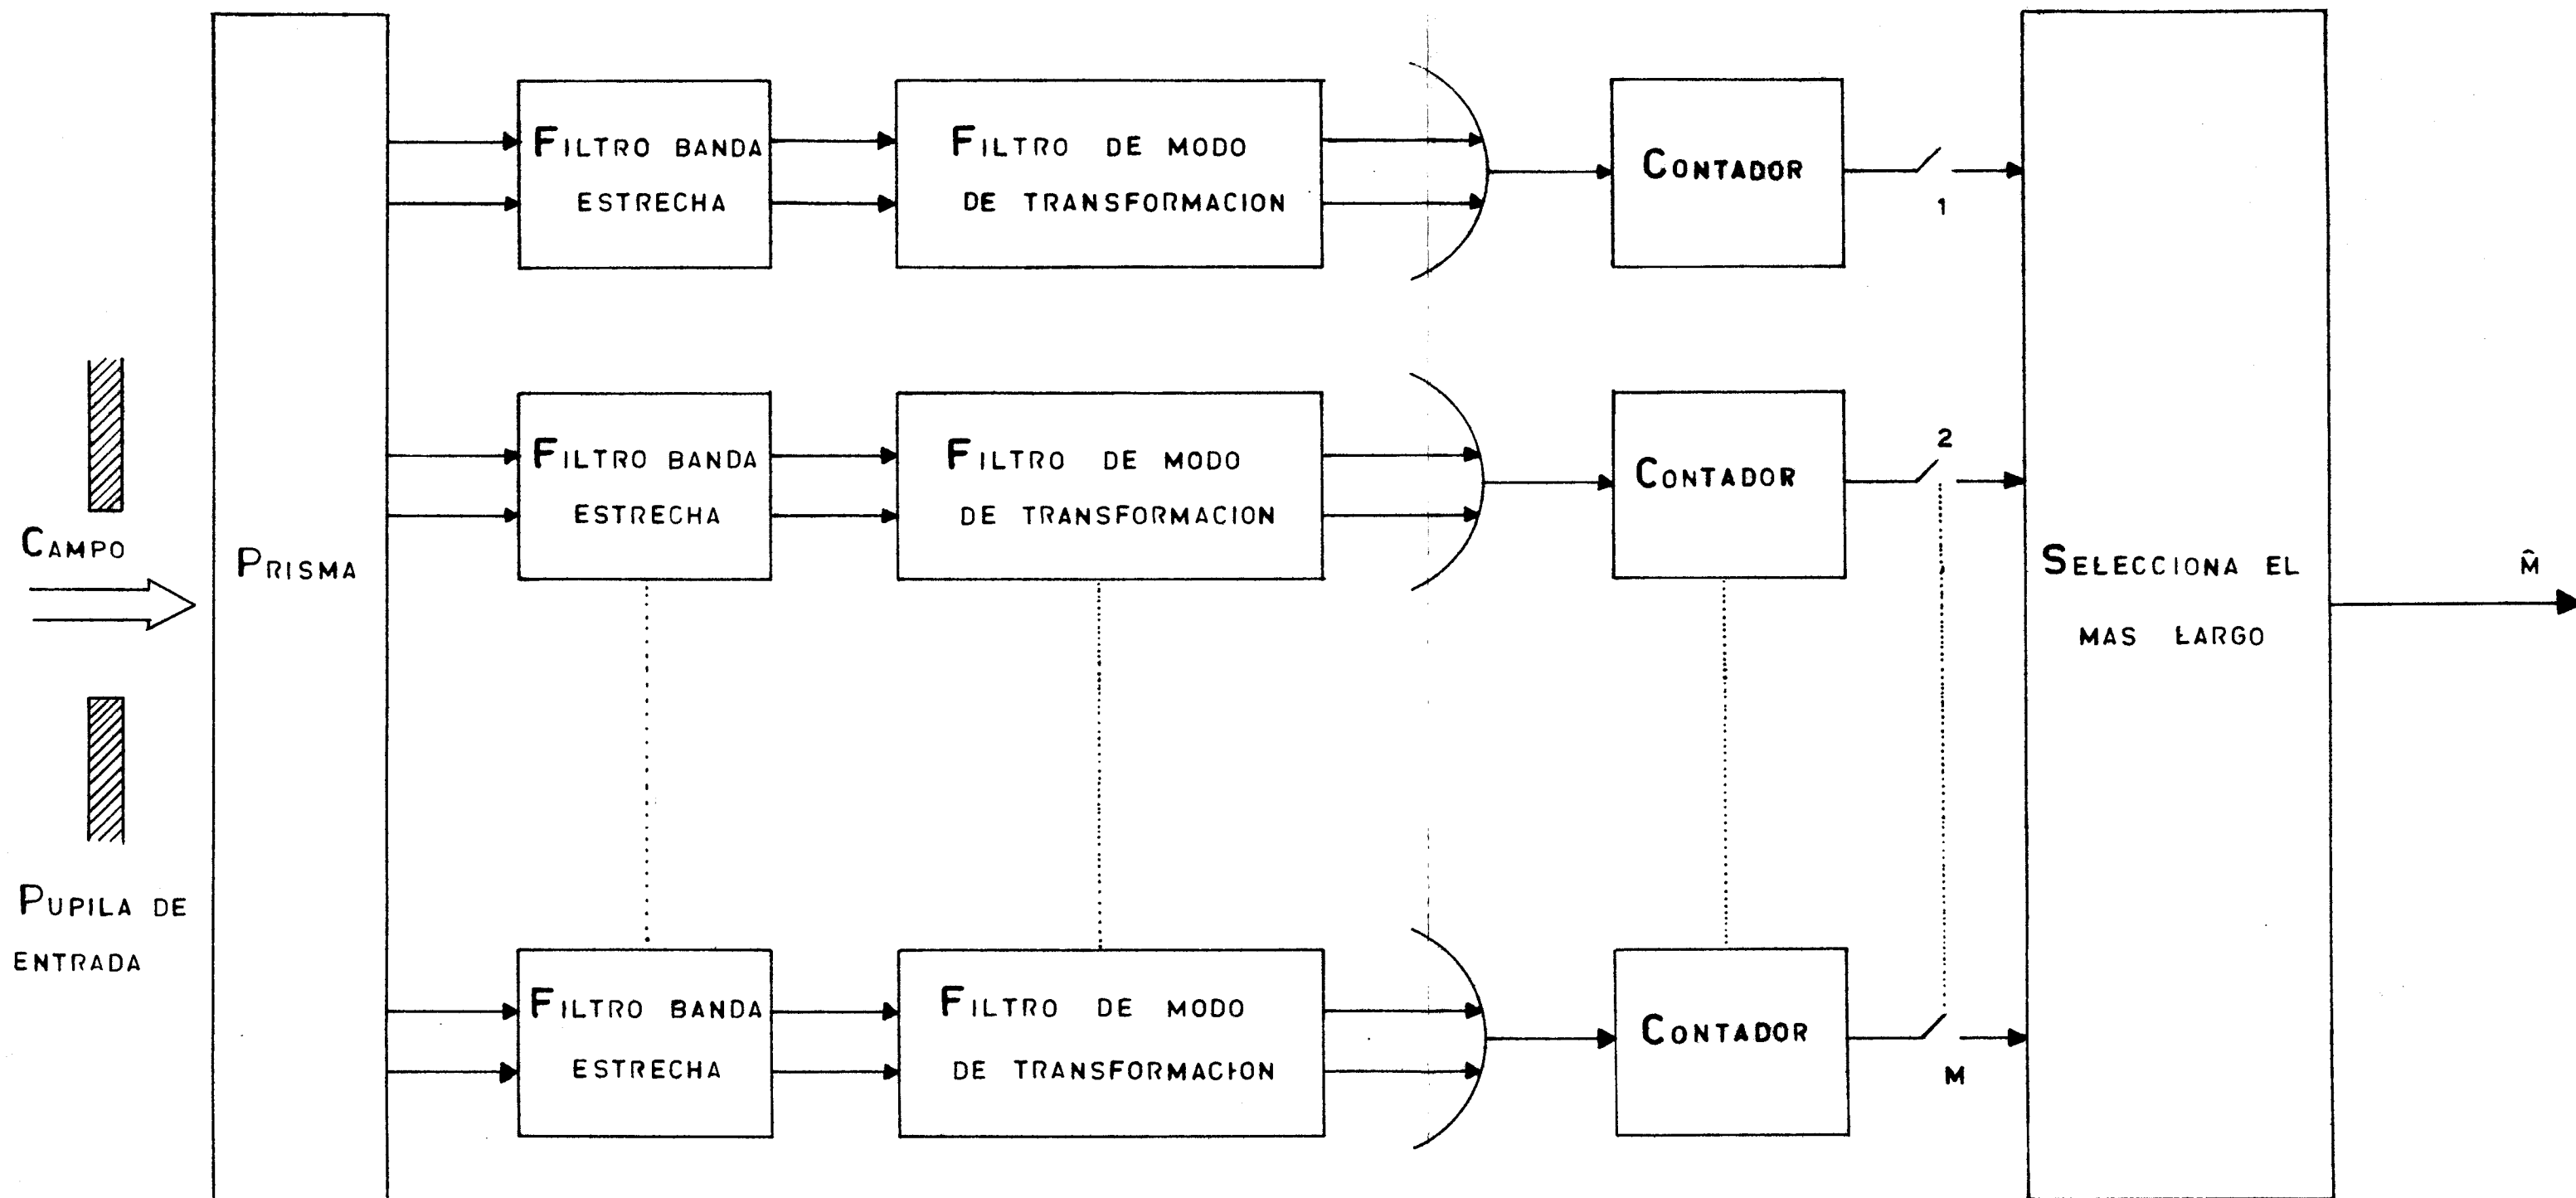 CAMPO
PUPILA DE
ENTRADA
PRISMA
FILTRO BANDA
ESTRECHA
FILTRO DE MODO
DE TRANSFORMACION
CONTADOR
1
FILTRO BANDA
ESTRECHA
FILTRO DE MODO
DE TRANSFORMACION
CONTADOR
2
FILTRO BANDA
ESTRECHA
FILTRO DE MODO
DE TRANSFORMACION
CONTADOR
M
SELECCIONA EL
MAS LARGO
M̂